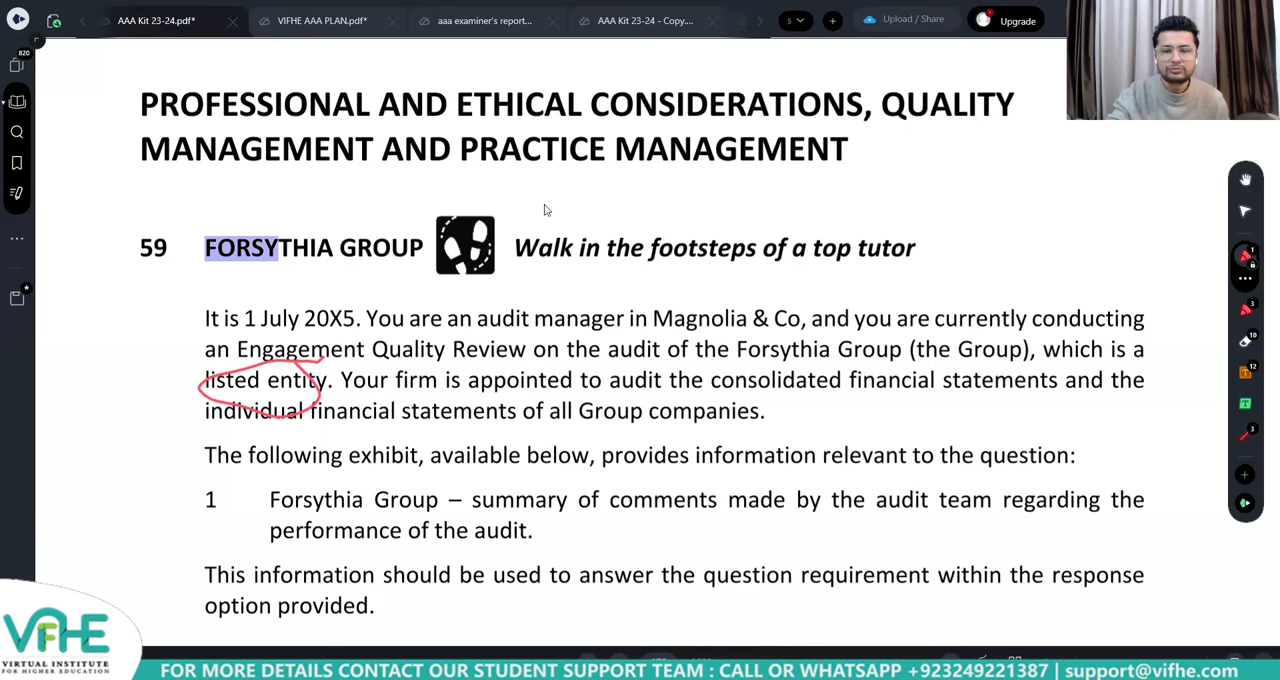 AAA Kit 23-24.pdf*
VIFHE AAA PLAN.pdf*
aaa examiner's report...
AAA Kit 23-24 - Copy....
5
Upload / Share
Upgrade
820
PROFESSIONAL AND ETHICAL CONSIDERATIONS, QUALITY
MANAGEMENT AND PRACTICE MANAGEMENT
59 FORSYTHIA GROUP Walk in the footsteps of a top tutor
It is 1 July 20X5. You are an audit manager in Magnolia & Co, and you are currently conducting
an Engagement Quality Review on the audit of the Forsythia Group (the Group), which is a
listed entity. Your firm is appointed to audit the consolidated financial statements and the
individual financial statements of all Group companies.
The following exhibit, available below, provides information relevant to the question:
1 Forsythia Group – summary of comments made by the audit team regarding the
performance of the audit.
This information should be used to answer the question requirement within the response
option provided.
1
3
10
12
T
3
VIFHE
VIRTUAL INSTITUTE
FOR HIGHER EDUCATION
FOR MORE DETAILS CONTACT OUR STUDENT SUPPORT TEAM : CALL OR WHATSAPP +923249221387 | support@vifhe.com